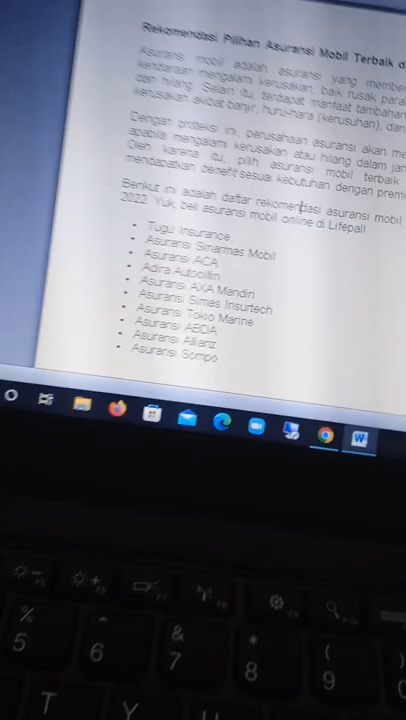 Rekomendasi Pilihan Asuransi Mobil Terbaik d
Asuransi mobil adalah asuransi yang membe
kendaraan mengalami kerusakan, baik rusak para
dan hilang. Selain itu, terdapat manfaat tambahan
kerusakan akibat banjir, huru-hara (kerusuhan), dan
Dengan proteksi ini, perusahaan asuransi akan me
apabila mengalami kerusakan atau hilang dalam jan
Oleh karena itu, pilih asuransi mobil terbaik
mendapatkan benefit sesuai kebutuhan dengan premi
Berikut ini adalah daftar rekomendasi asuransi mobil
2022. Yuk, beli asuransi mobil online di Lifepal!
• Tugu Insurance
• Asuransi Sinarmas Mobil
• Asuransi ACA
• Adira Autocillin
• Asuransi AXA Mandiri
• Asuransi Simas Insurtech
• Asuransi Tokio Marine
• Asuransi ABDA
• Asuransi Allianz
• Asuransi Sompo
W
% & * ( )
5 6 7 8 9
T Y U